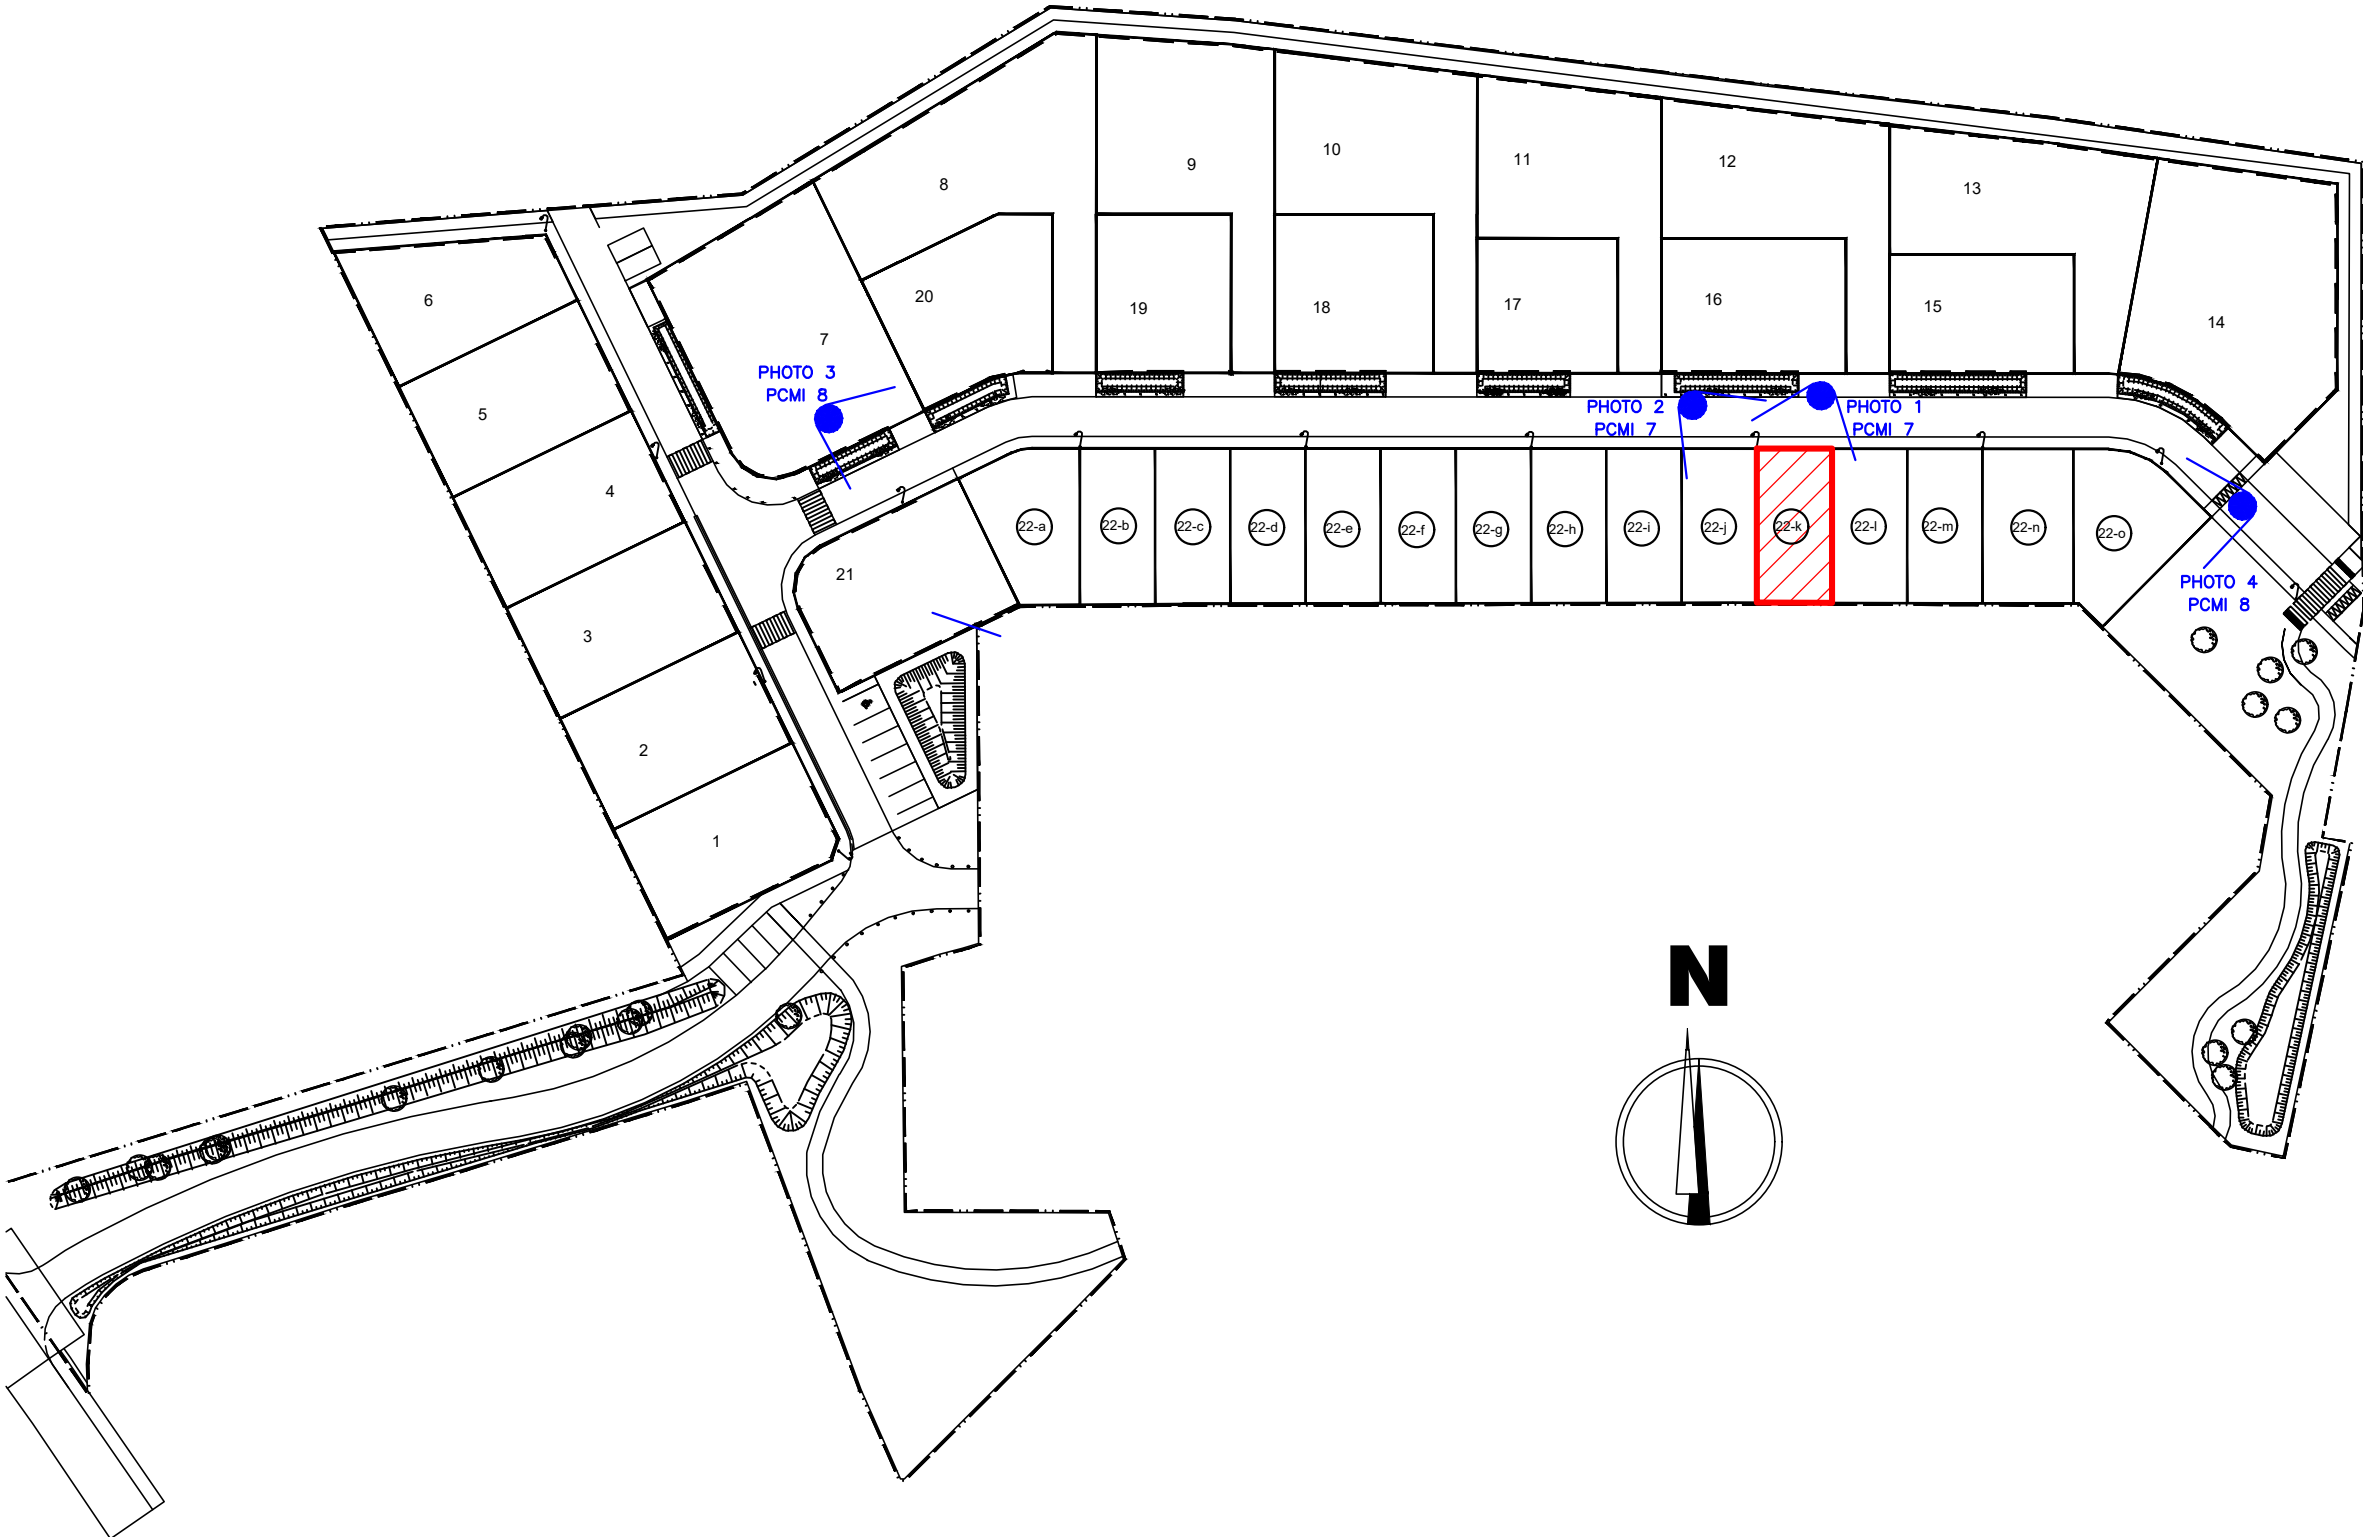 8
9
10
11
12
13
14
6
5
4
3
2
1
7
20
19
18
17
16
15
PHOTO 3
PCMI 8
PHOTO 2
PCMI 7
PHOTO 1
PCMI 7
PHOTO 4
PCMI 8
21
22-a
22-b
22-c
22-d
22-e
22-f
22-g
22-h
22-i
22-j
22-k
22-l
22-m
22-n
22-o
N